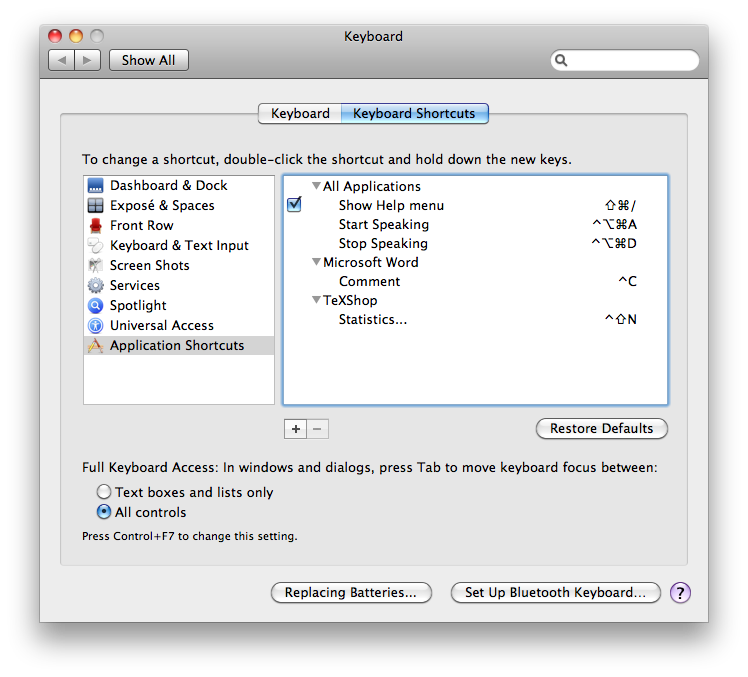 Keyboard
Show All
Keyboard Keyboard Shortcuts
To change a shortcut, double-click the shortcut and hold down the new keys.
Dashboard & Dock
Exposé & Spaces
Front Row
Keyboard & Text Input
Screen Shots
Services
Spotlight
Universal Access
Application Shortcuts
All Applications
Show Help menu ⇧⌘/
Start Speaking ^⌥⌘A
Stop Speaking ^⌥⌘D
Microsoft Word
Comment ^C
TeXShop
Statistics... ^⇧N
+ −
Restore Defaults
Full Keyboard Access: In windows and dialogs, press Tab to move keyboard focus between:
Text boxes and lists only
All controls
Press Control+F7 to change this setting.
Replacing Batteries... Set Up Bluetooth Keyboard... ?